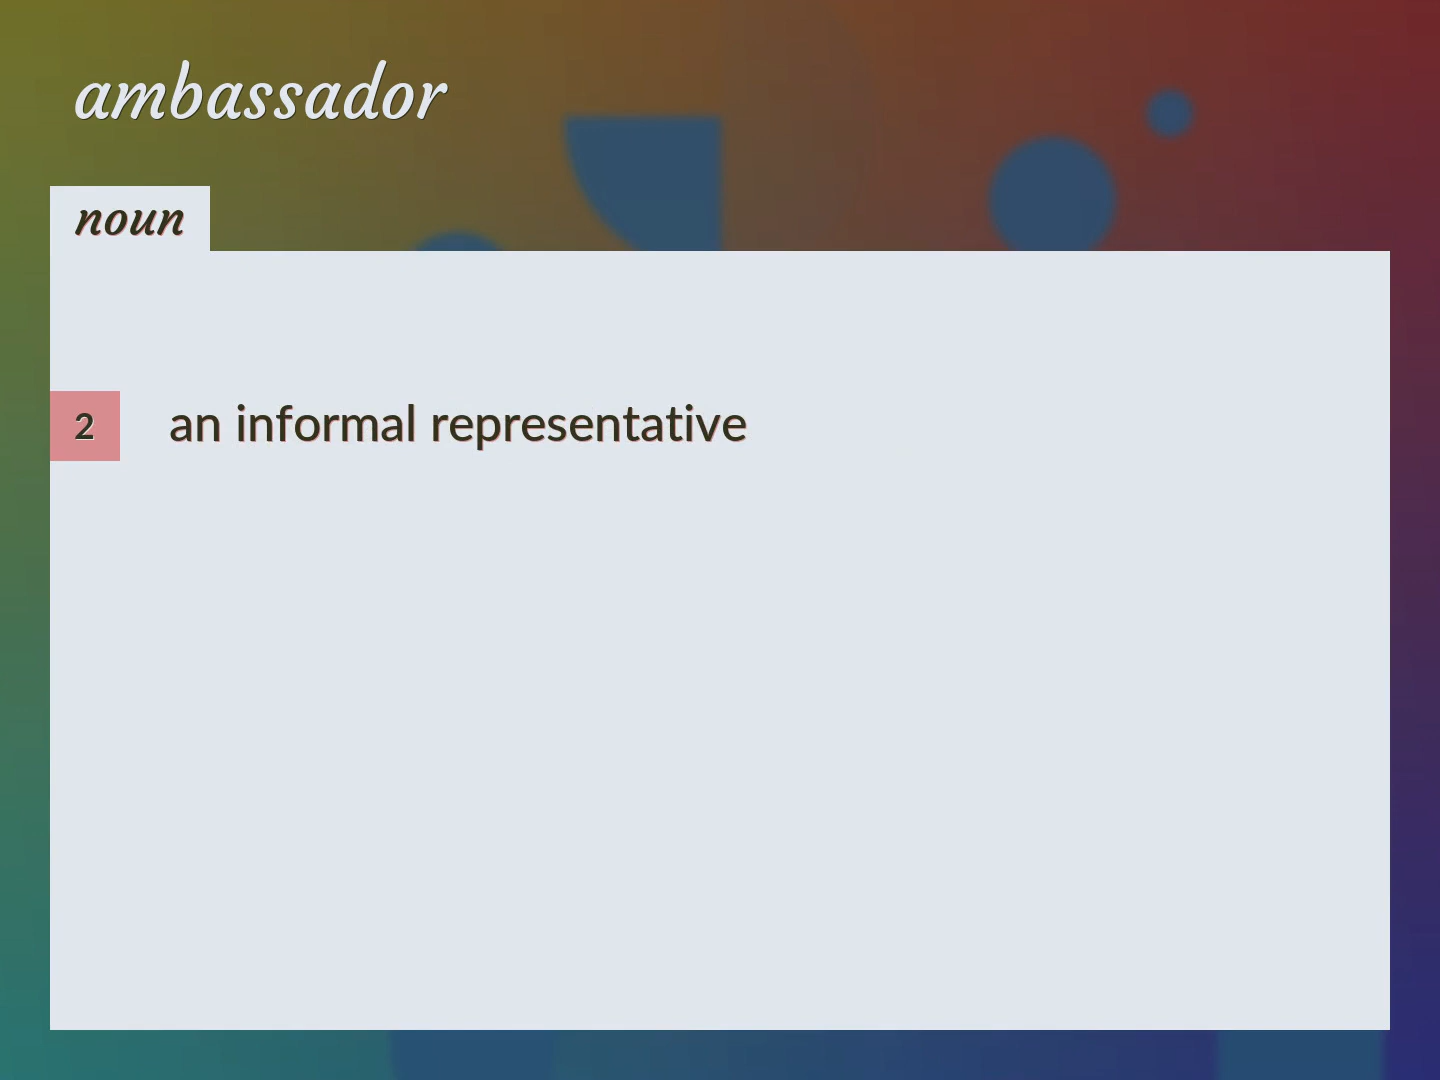 ambassador
noun
2 an informal representative